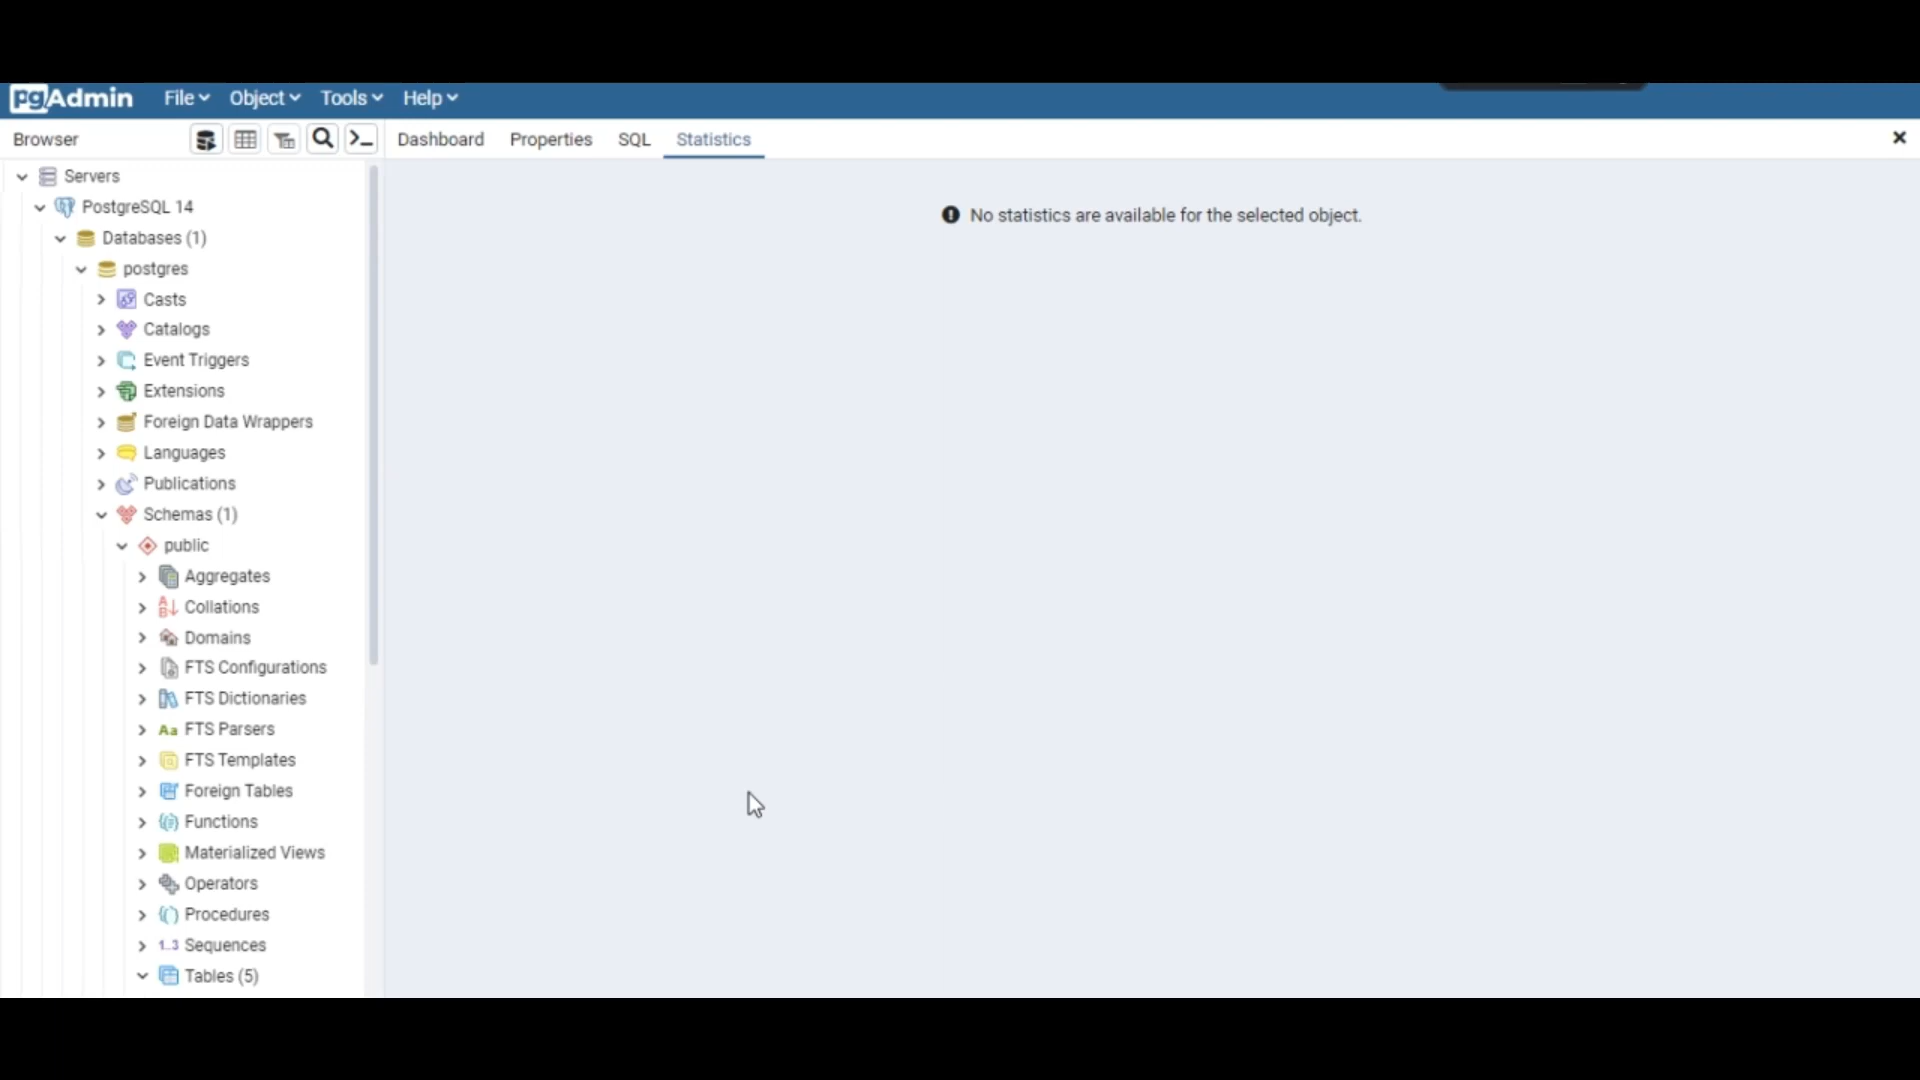 pgAdmin File Object Tools Help
Browser Dashboard Properties SQL Statistics
Servers
PostgreSQL 14
Databases (1)
postgres
Casts
Catalogs
Event Triggers
Extensions
Foreign Data Wrappers
Languages
Publications
Schemas (1)
public
Aggregates
Collations
Domains
FTS Configurations
FTS Dictionaries
Aa FTS Parsers
FTS Templates
Foreign Tables
Functions
Materialized Views
Operators
Procedures
1..3 Sequences
Tables (5)
No statistics are available for the selected object.